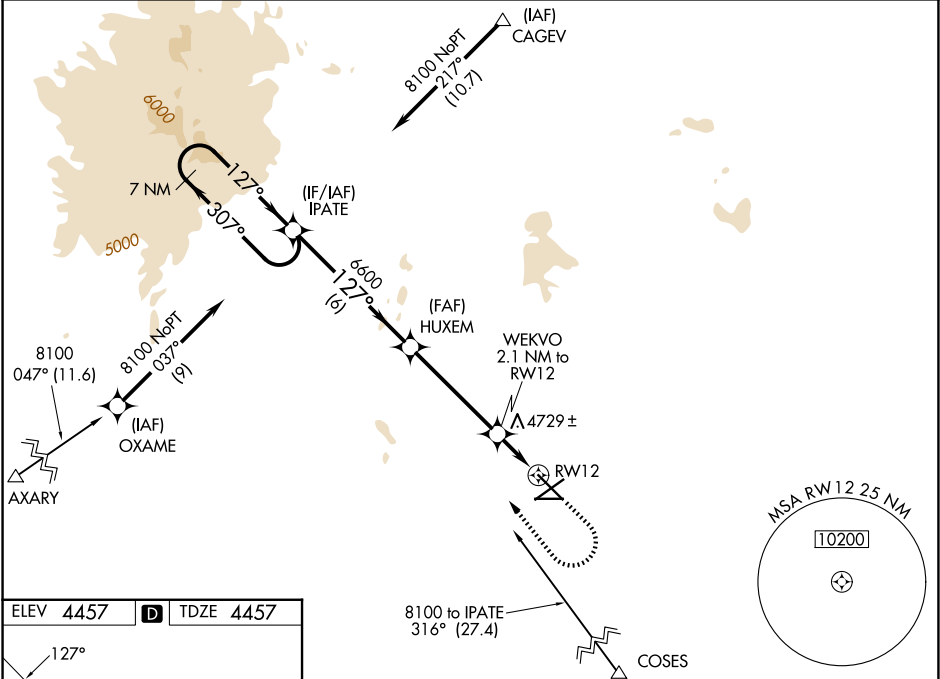 (IAF)
CAGEV
8100 NoPT
217°
(10.7)
6000
7 NM
127°
307°
(IF/IAF)
IPATE
5000
6600
127°
(6)
(FAF)
HUXEM
WEKVO
2.1 NM to
RW12
4729 ±
8100 NoPT
037°
(9)
8100
047° (11.6)
(IAF)
OXAME
AXARY
RW12
MSA RW12 25 NM
10200
8100 to IPATE
316° (27.4)
COSES
ELEV 4457 D TDZE 4457
127°